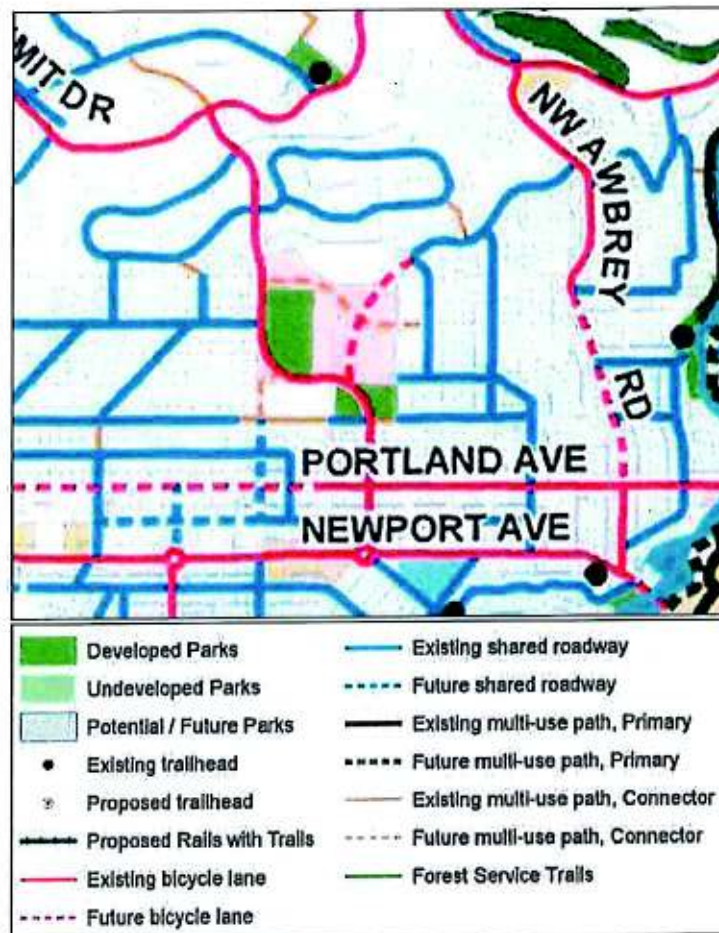 MIT DR
NW AWBREY
RD
PORTLAND AVE
NEWPORT AVE
Developed Parks
Undeveloped Parks
Potential / Future Parks
Existing trailhead
Proposed trailhead
Proposed Rails with Trails
Existing bicycle lane
Future bicycle lane
Existing shared roadway
Future shared roadway
Existing multi-use path, Primary
Future multi-use path, Primary
Existing multi-use path, Connector
Future multi-use path, Connector
Forest Service Trails